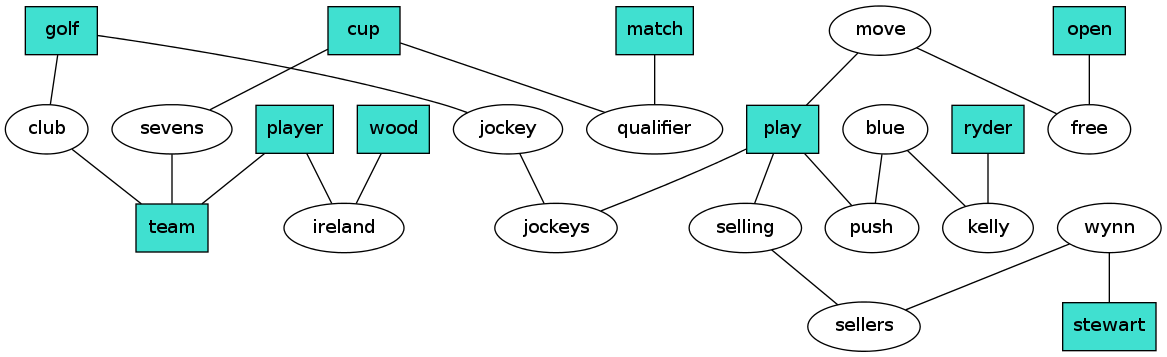 golf
cup
match
move
open
club
sevens
player
wood
jockey
qualifier
play
blue
ryder
free
team
ireland
jockeys
selling
push
kelly
wynn
sellers
stewart